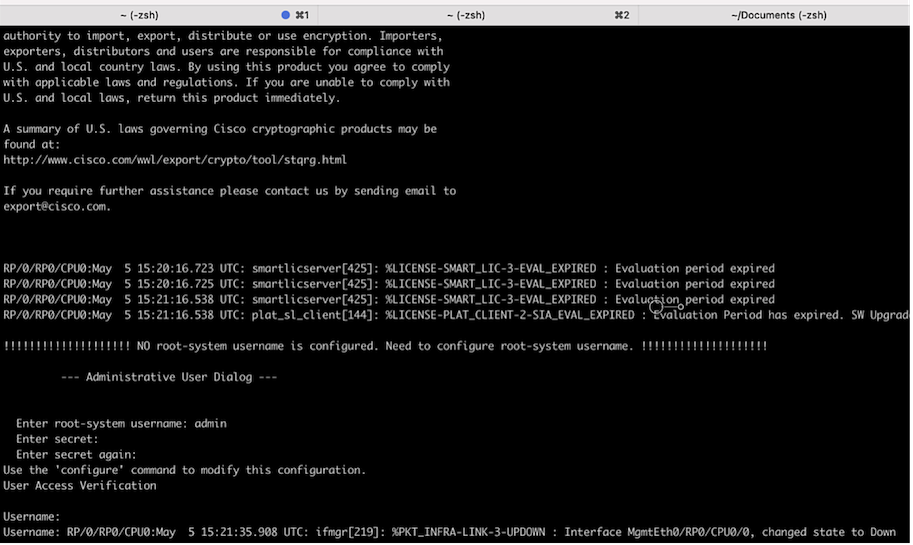 ~ (-zsh) ⌘1 ~ (-zsh) ⌘2 ~/Documents (-zsh)
authority to import, export, distribute or use encryption. Importers,
exporters, distributors and users are responsible for compliance with
U.S. and local country laws. By using this product you agree to comply
with applicable laws and regulations. If you are unable to comply with
U.S. and local laws, return this product immediately.
A summary of U.S. laws governing Cisco cryptographic products may be
found at:
http://www.cisco.com/wwl/export/crypto/tool/stqrg.html
If you require further assistance please contact us by sending email to
export@cisco.com.
RP/0/RP0/CPU0:May  5 15:20:16.723 UTC: smartlicserver[425]: %LICENSE-SMART_LIC-3-EVAL_EXPIRED : Evaluation period expired
RP/0/RP0/CPU0:May  5 15:20:16.725 UTC: smartlicserver[425]: %LICENSE-SMART_LIC-3-EVAL_EXPIRED : Evaluation period expired
RP/0/RP0/CPU0:May  5 15:21:16.538 UTC: smartlicserver[425]: %LICENSE-SMART_LIC-3-EVAL_EXPIRED : Evaluation period expired
RP/0/RP0/CPU0:May  5 15:21:16.538 UTC: plat_sl_client[144]: %LICENSE-PLAT_CLIENT-2-SIA_EVAL_EXPIRED : Evaluation Period has expired. SW Upgrad
!!!!!!!!!!!!!!!!!!!! NO root-system username is configured. Need to configure root-system username. !!!!!!!!!!!!!!!!!!!!
--- Administrative User Dialog ---
Enter root-system username: admin
Enter secret:
Enter secret again:
Use the 'configure' command to modify this configuration.
User Access Verification
Username:
Username: RP/0/RP0/CPU0:May  5 15:21:35.908 UTC: ifmgr[219]: %PKT_INFRA-LINK-3-UPDOWN : Interface MgmtEth0/RP0/CPU0/0, changed state to Down